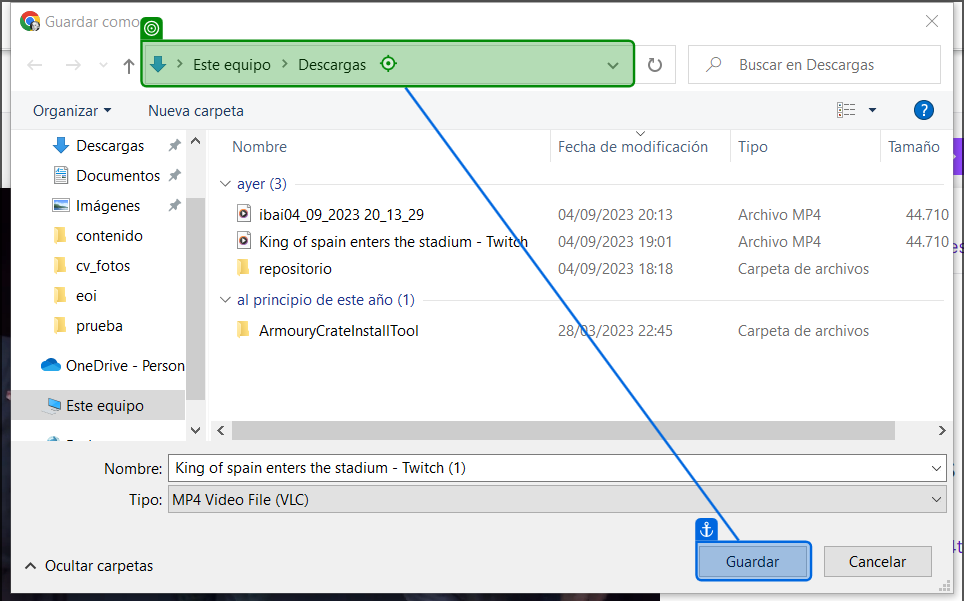 Guardar como
Este equipo > Descargas
Buscar en Descargas
Organizar
Nueva carpeta
Descargas
Documentos
Imágenes
contenido
cv_fotos
eoi
prueba
OneDrive - Person
Este equipo
Nombre Fecha de modificación Tipo Tamaño
ayer (3)
ibai04_09_2023 20_13_29 04/09/2023 20:13 Archivo MP4 44.710
King of spain enters the stadium - Twitch 04/09/2023 19:01 Archivo MP4 44.710
repositorio 04/09/2023 18:18 Carpeta de archivos
al principio de este año (1)
ArmouryCrateInstallTool 28/03/2023 22:45 Carpeta de archivos
Nombre: King of spain enters the stadium - Twitch (1)
Tipo: MP4 Video File (VLC)
Ocultar carpetas
Guardar
Cancelar